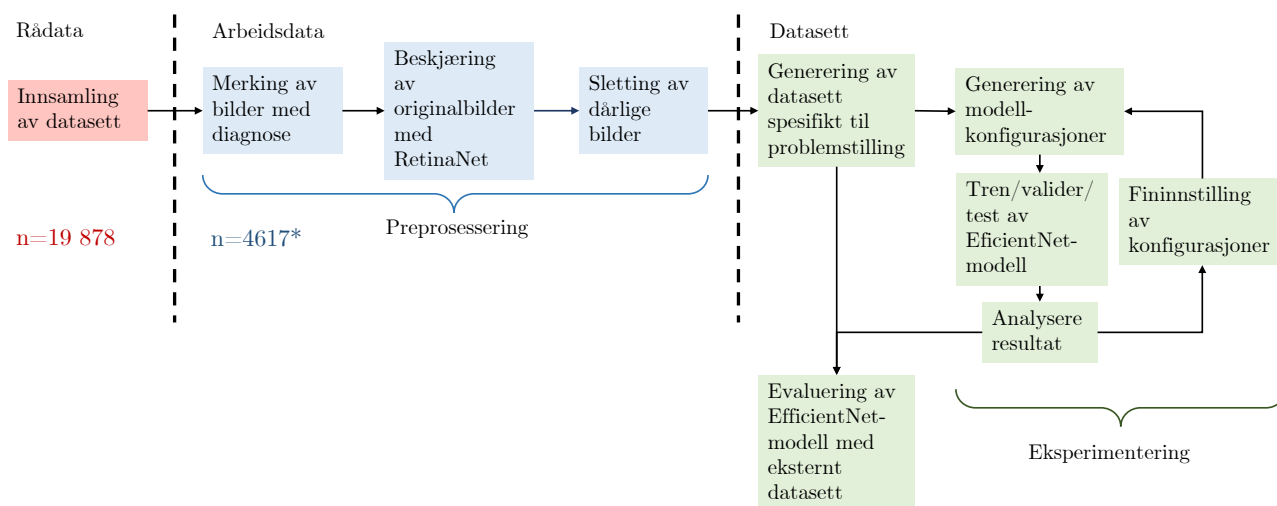 Rådata
Arbeidsdata
Datasett
Innsamling
av datasett
Merking av
bilder med
diagnose
Beskjæring
av
originalbilder
med
RetinaNet
Sletting av
dårlige
bilder
Generering av
datasett
spesifikt til
problemstilling
Generering av
modell-
konfigurasjoner
Tren/valider/
test av
EficientNet-
modell
Fininnstilling
av
konfigurasjoner
Preprosessering
n=19 878
n=4617*
Analysere
resultat
Evaluering av
EfficientNet-
modell med
eksternt
datasett
Eksperimentering